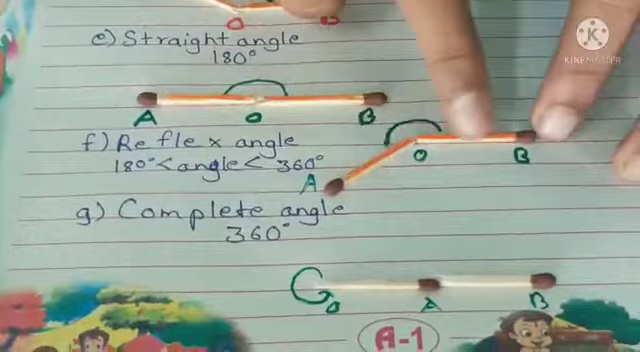 O B
e) Straight angle
180°
K
KINEMASTER
A O B
f) Reflex angle
180° < angle < 360°
A O B
g) Complete angle
360°
O A B
A-1